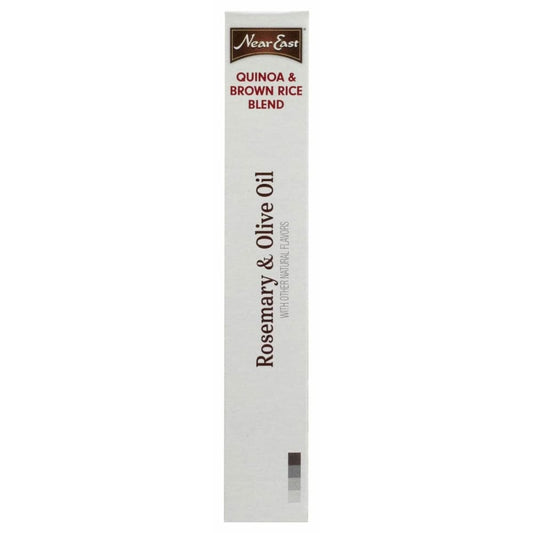 Near East®
QUINOA &
BROWN RICE
BLEND
Rosemary & Olive Oil
WITH OTHER NATURAL FLAVORS